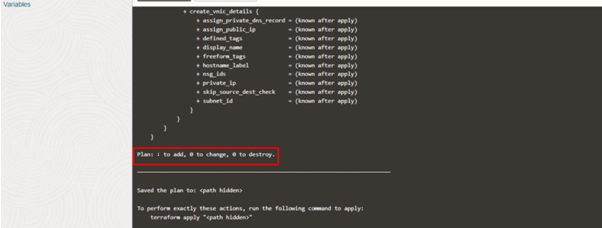 Variables
+ create_vnic_details {
+ assign_private_dns_record = (known after apply)
+ assign_public_ip = (known after apply)
+ defined_tags = (known after apply)
+ display_name = (known after apply)
+ freeform_tags = (known after apply)
+ hostname_label = (known after apply)
+ nsg_ids = (known after apply)
+ private_ip = (known after apply)
+ skip_source_dest_check = (known after apply)
+ subnet_id = (known after apply)
}
}
}
}
Plan: to add, 0 to change, 0 to destroy.
Saved the plan to: <path hidden>
To perform exactly these actions, run the following command to apply:
terraform apply "<path hidden>"